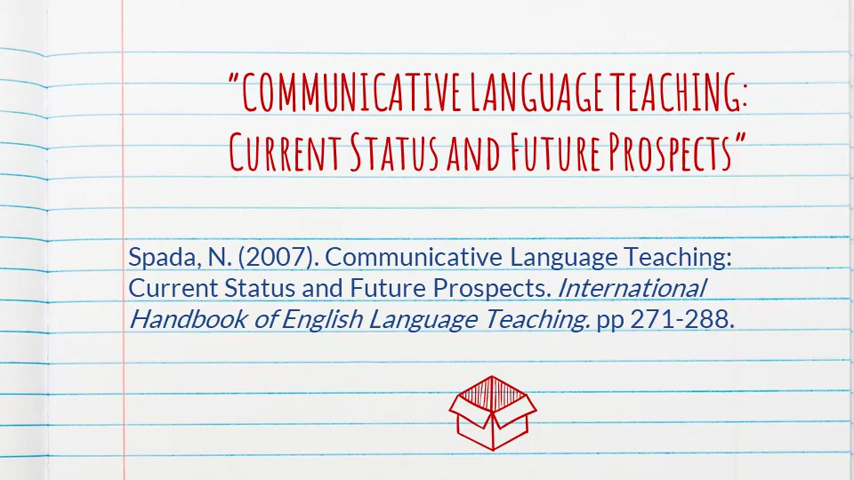 “COMMUNICATIVE LANGUAGE TEACHING:
CURRENT STATUS AND FUTURE PROSPECTS”
Spada, N. (2007). Communicative Language Teaching:
Current Status and Future Prospects. International
Handbook of English Language Teaching. pp 271-288.